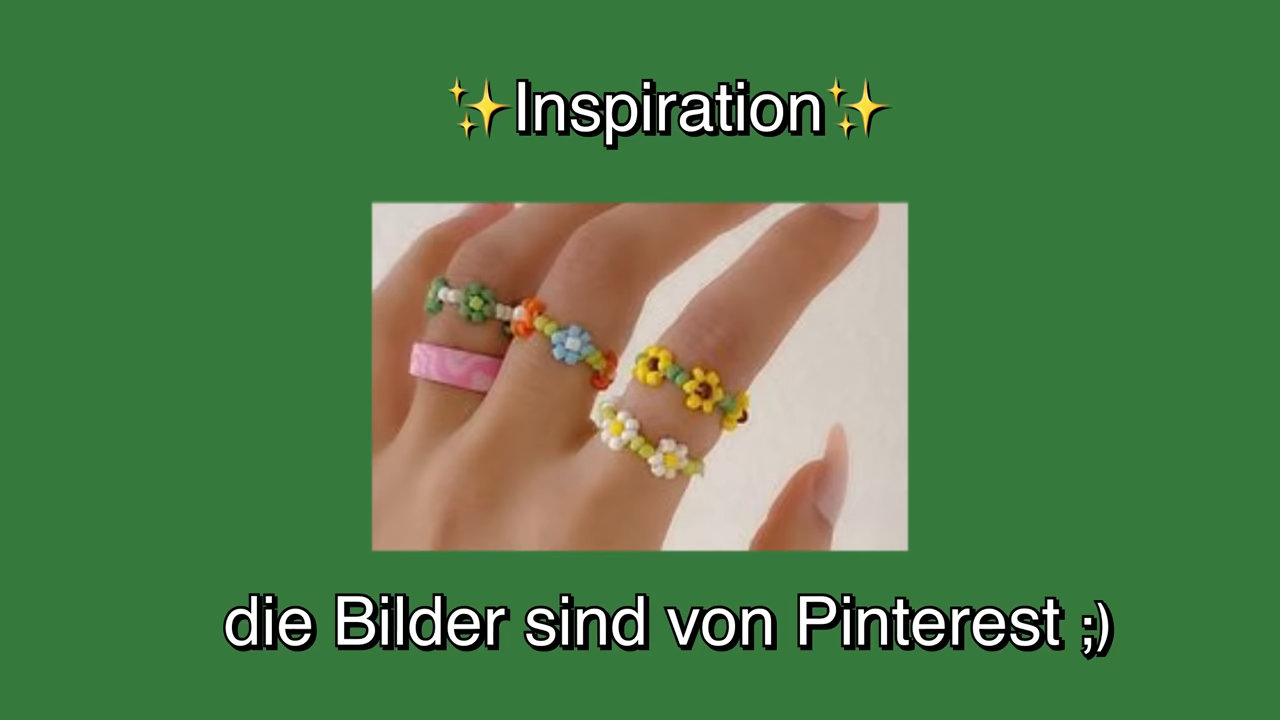 ✨Inspiration✨
die Bilder sind von Pinterest ;)